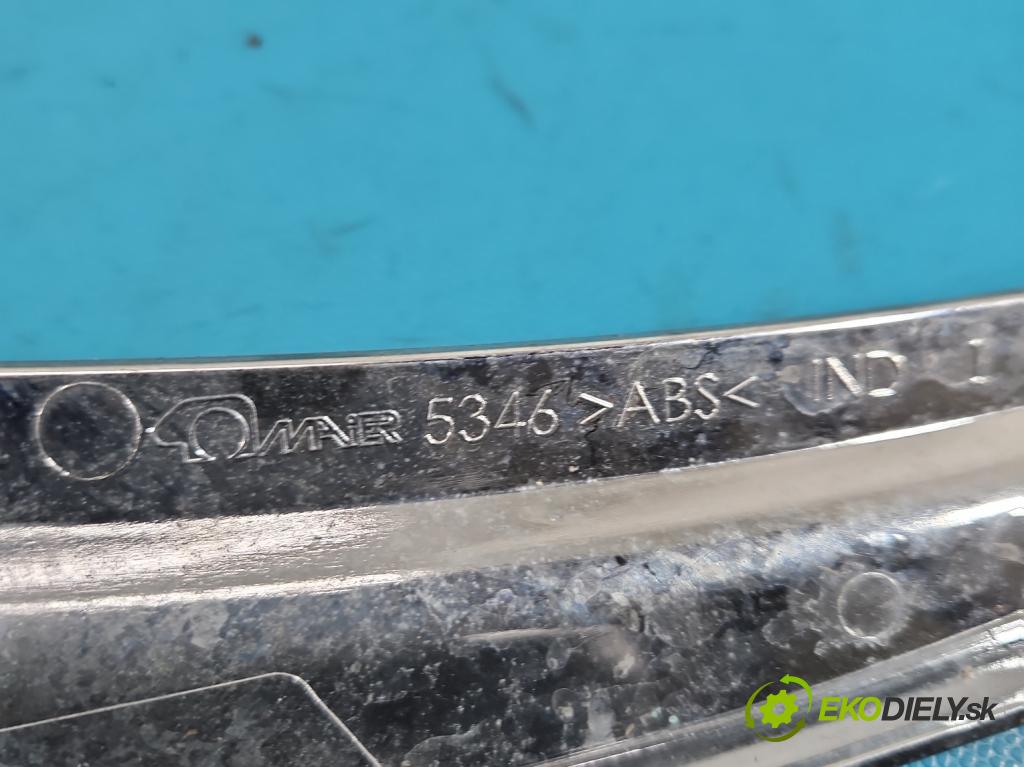 MAIER 5346 >ABS< IND I
EKODIELY.sk